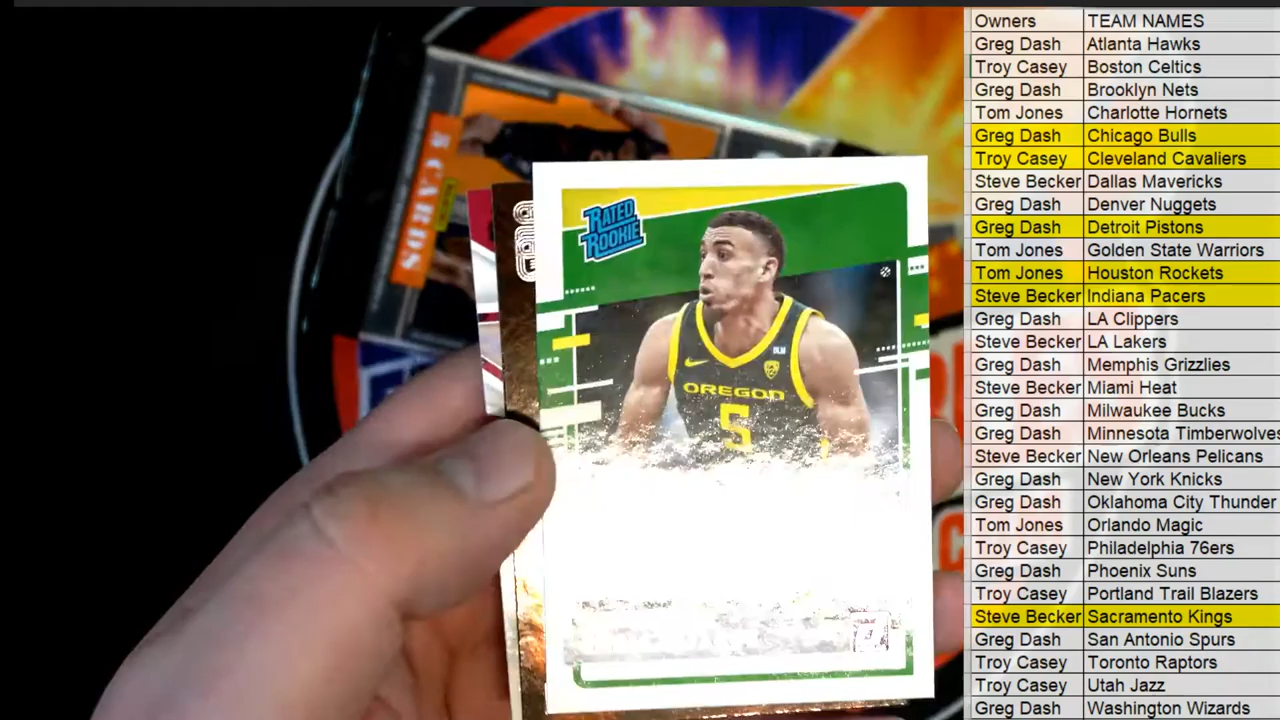 Owners TEAM NAMES
Greg Dash Atlanta Hawks
Troy Casey Boston Celtics
Greg Dash Brooklyn Nets
Tom Jones Charlotte Hornets
Greg Dash Chicago Bulls
Troy Casey Cleveland Cavaliers
Steve Becker Dallas Mavericks
Greg Dash Denver Nuggets
Greg Dash Detroit Pistons
Tom Jones Golden State Warriors
Tom Jones Houston Rockets
Steve Becker Indiana Pacers
Greg Dash LA Clippers
Steve Becker LA Lakers
Greg Dash Memphis Grizzlies
Steve Becker Miami Heat
Greg Dash Milwaukee Bucks
Greg Dash Minnesota Timberwolves
Steve Becker New Orleans Pelicans
Greg Dash New York Knicks
Greg Dash Oklahoma City Thunder
Tom Jones Orlando Magic
Troy Casey Philadelphia 76ers
Greg Dash Phoenix Suns
Troy Casey Portland Trail Blazers
Steve Becker Sacramento Kings
Greg Dash San Antonio Spurs
Troy Casey Toronto Raptors
Troy Casey Utah Jazz
Greg Dash Washington Wizards
8 CARDS
RATED
ROOKIE
OREGON
5